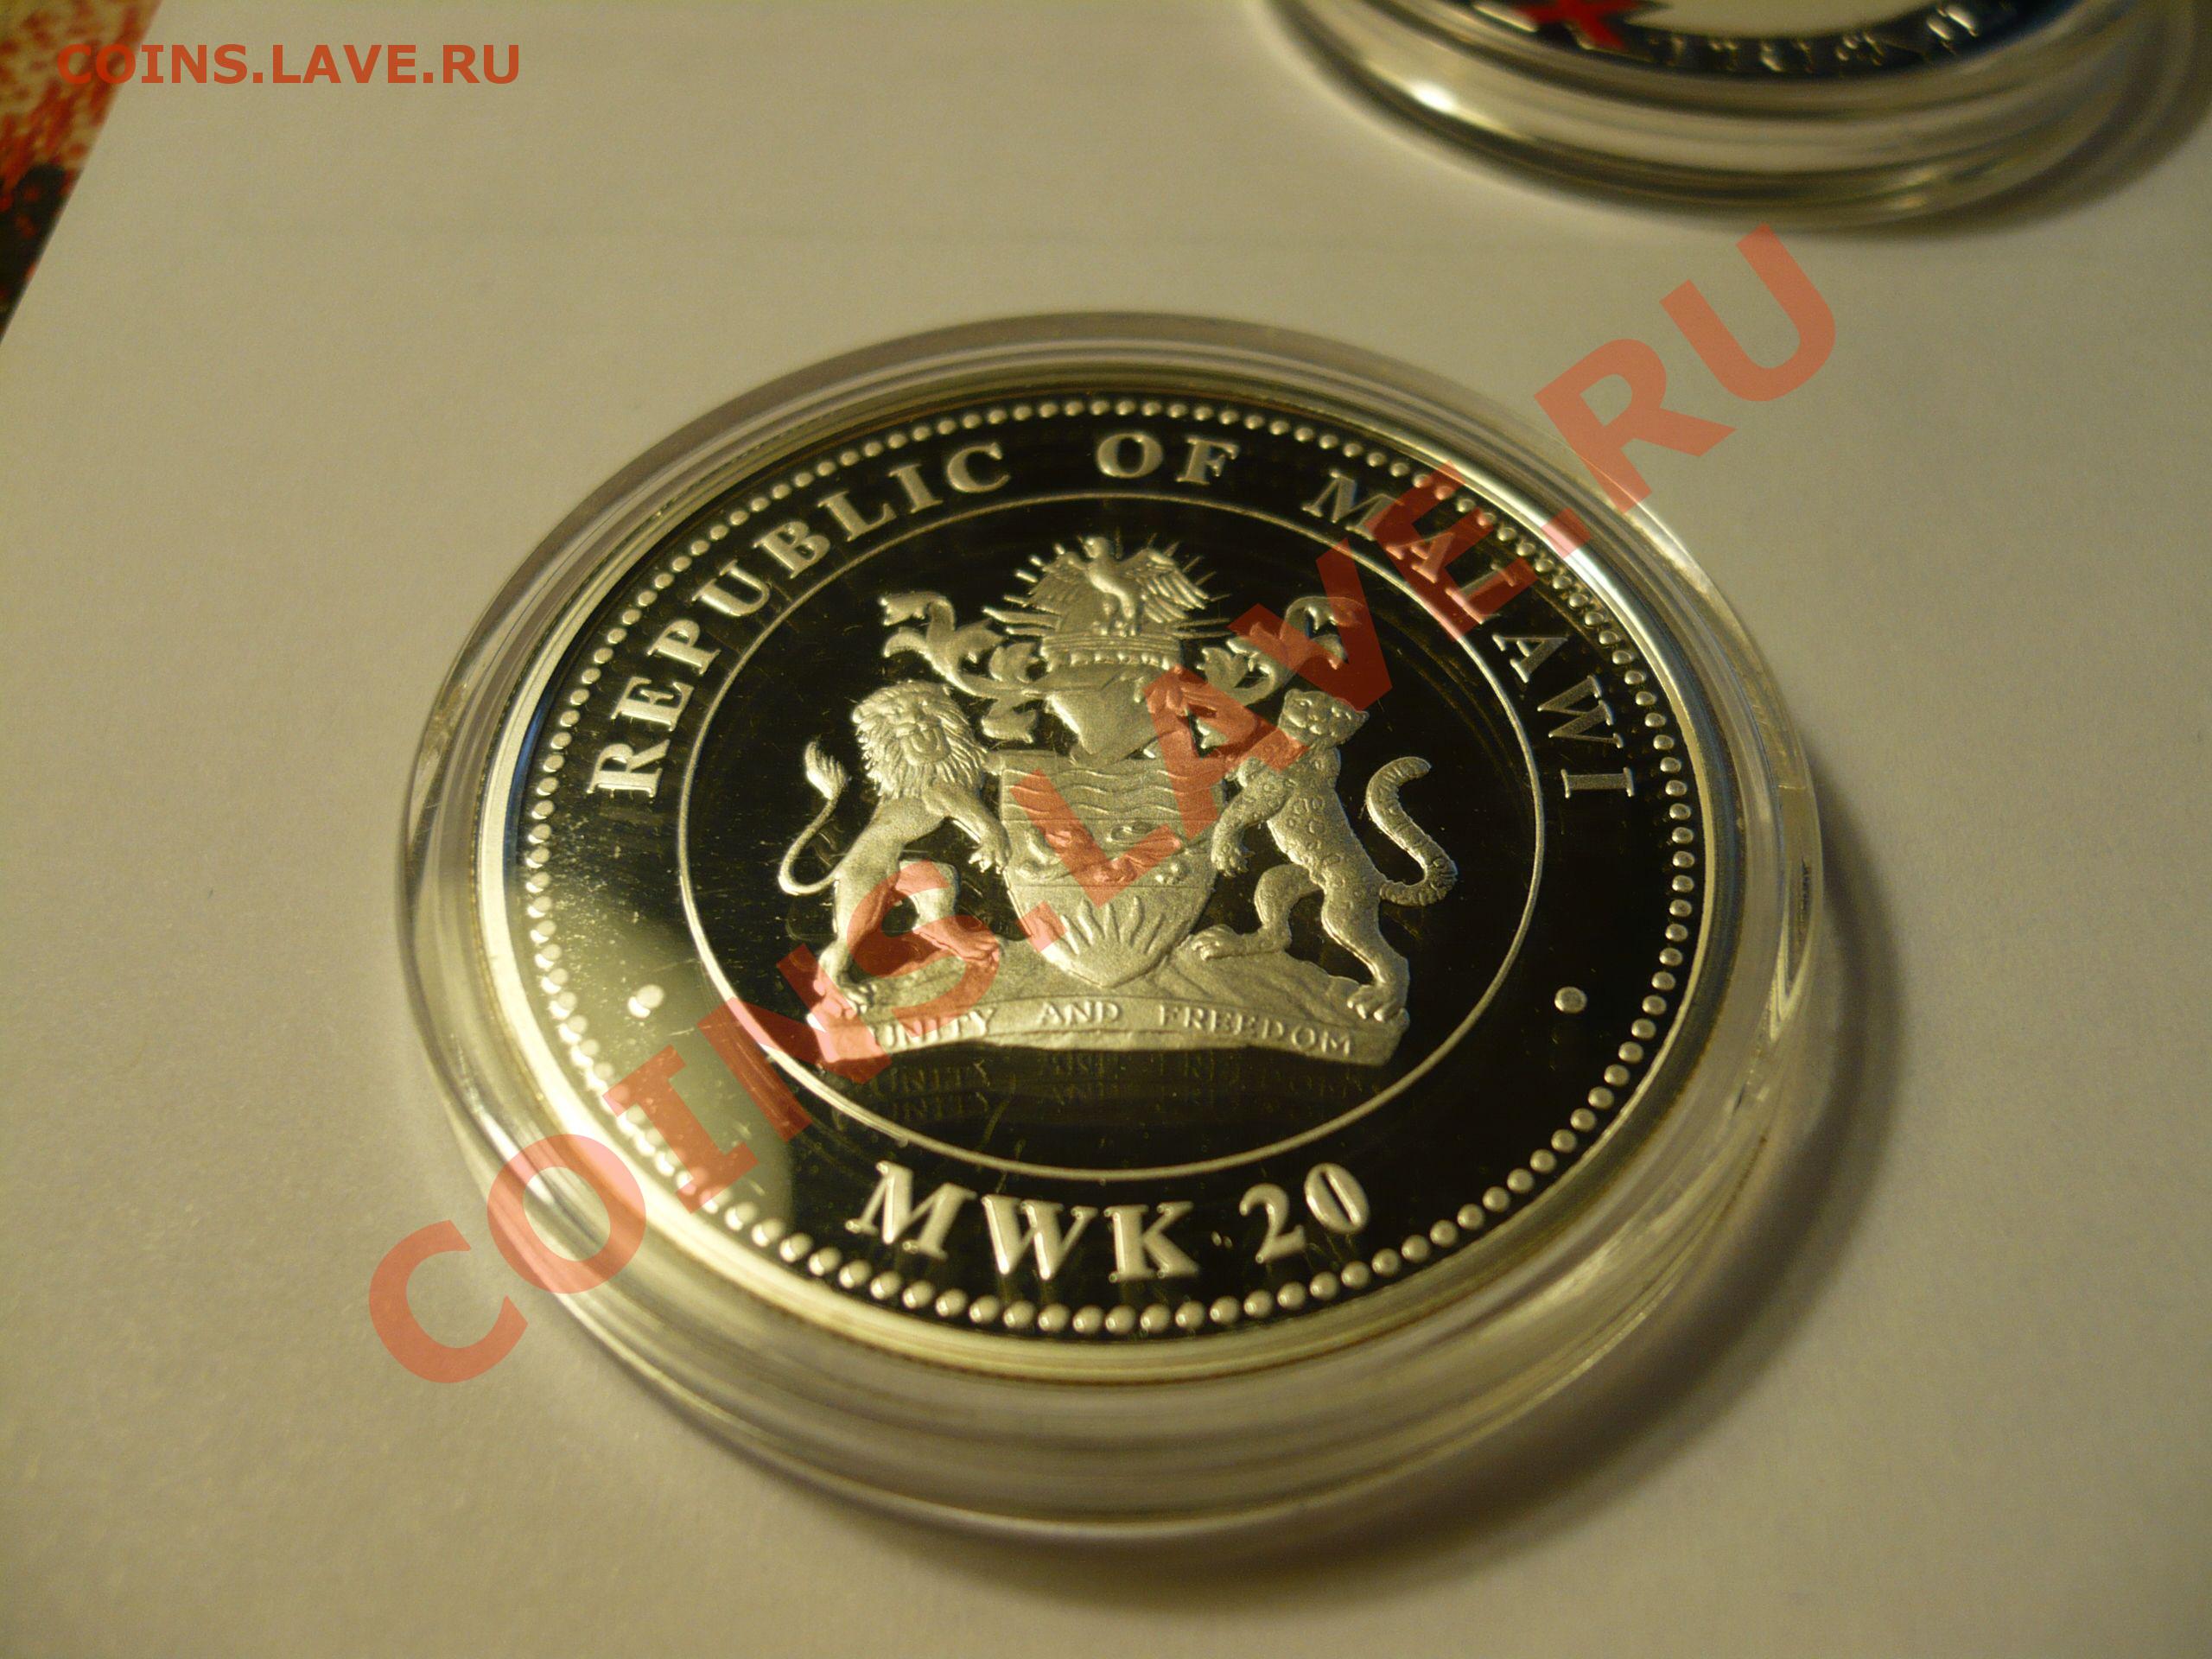 COINS.LAVE.RU
REPUBLIC OF MALAWI
UNITY AND FREEDOM
MWK 20
COINS.LAVE.RU